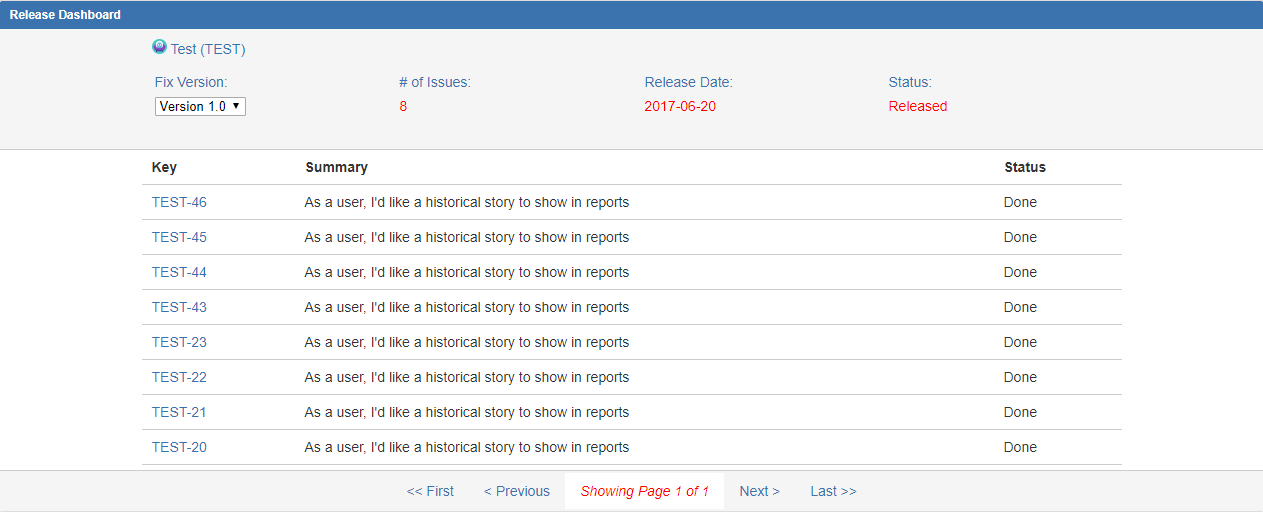 Release Dashboard
Test (TEST)
Fix Version: # of Issues: Release Date: Status:
Version 1.0 8 2017-06-20 Released
Key Summary Status
TEST-46 As a user, I'd like a historical story to show in reports Done
TEST-45 As a user, I'd like a historical story to show in reports Done
TEST-44 As a user, I'd like a historical story to show in reports Done
TEST-43 As a user, I'd like a historical story to show in reports Done
TEST-23 As a user, I'd like a historical story to show in reports Done
TEST-22 As a user, I'd like a historical story to show in reports Done
TEST-21 As a user, I'd like a historical story to show in reports Done
TEST-20 As a user, I'd like a historical story to show in reports Done
<< First < Previous Showing Page 1 of 1 Next > Last >>